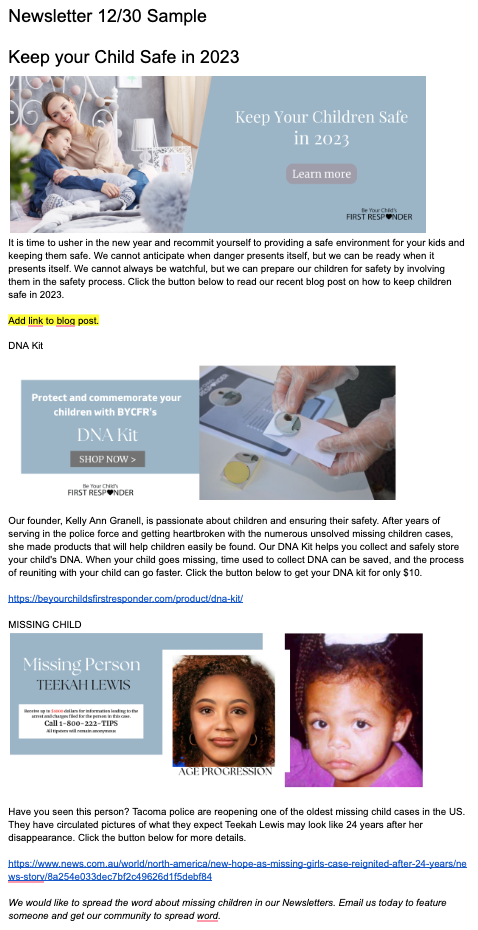 Newsletter 12/30 Sample
Keep your Child Safe in 2023
Keep Your Children Safe
in 2023
Learn more
Be Your Child's
FIRST RESPONDER
It is time to usher in the new year and recommit yourself to providing a safe environment for your kids and
keeping them safe. We cannot anticipate when danger presents itself, but we can be ready when it
presents itself. We cannot always be watchful, but we can prepare our children for safety by involving
them in the safety process. Click the button below to read our recent blog post on how to keep children
safe in 2023.
Add link to blog post.
DNA Kit
Protect and commemorate your
children with BYCFR's
DNA Kit
SHOP NOW >
Be Your Child's
FIRST RESPONDER
Our founder, Kelly Ann Granell, is passionate about children and ensuring their safety. After years of
serving in the police force and getting heartbroken with the numerous unsolved missing children cases,
she made products that will help children easily be found. Our DNA Kit helps you collect and safely store
your child's DNA. When your child goes missing, time used to collect DNA can be saved, and the process
of reuniting with your child can go faster. Click the button below to get your DNA kit for only $10.
https://beyourchildsfirstresponder.com/product/dna-kit/
MISSING CHILD
Missing Person
TEEKAH LEWIS
Receive up to dollars for information leading to the
arrest and charges filed for the person in this case.
Call 1-800-222-TIPS
All tipsters will remain anonymous
AGE PROGRESSION
Have you seen this person? Tacoma police are reopening one of the oldest missing child cases in the US.
They have circulated pictures of what they expect Teekah Lewis may look like 24 years after her
disappearance. Click the button below for more details.
https://www.news.com.au/world/north-america/new-hope-as-missing-girls-case-reignited-after-24-years/ne
ws-story/8a254e033dec7bf2c49626d1f5debf84
We would like to spread the word about missing children in our Newsletters. Email us today to feature
someone and get our community to spread word.